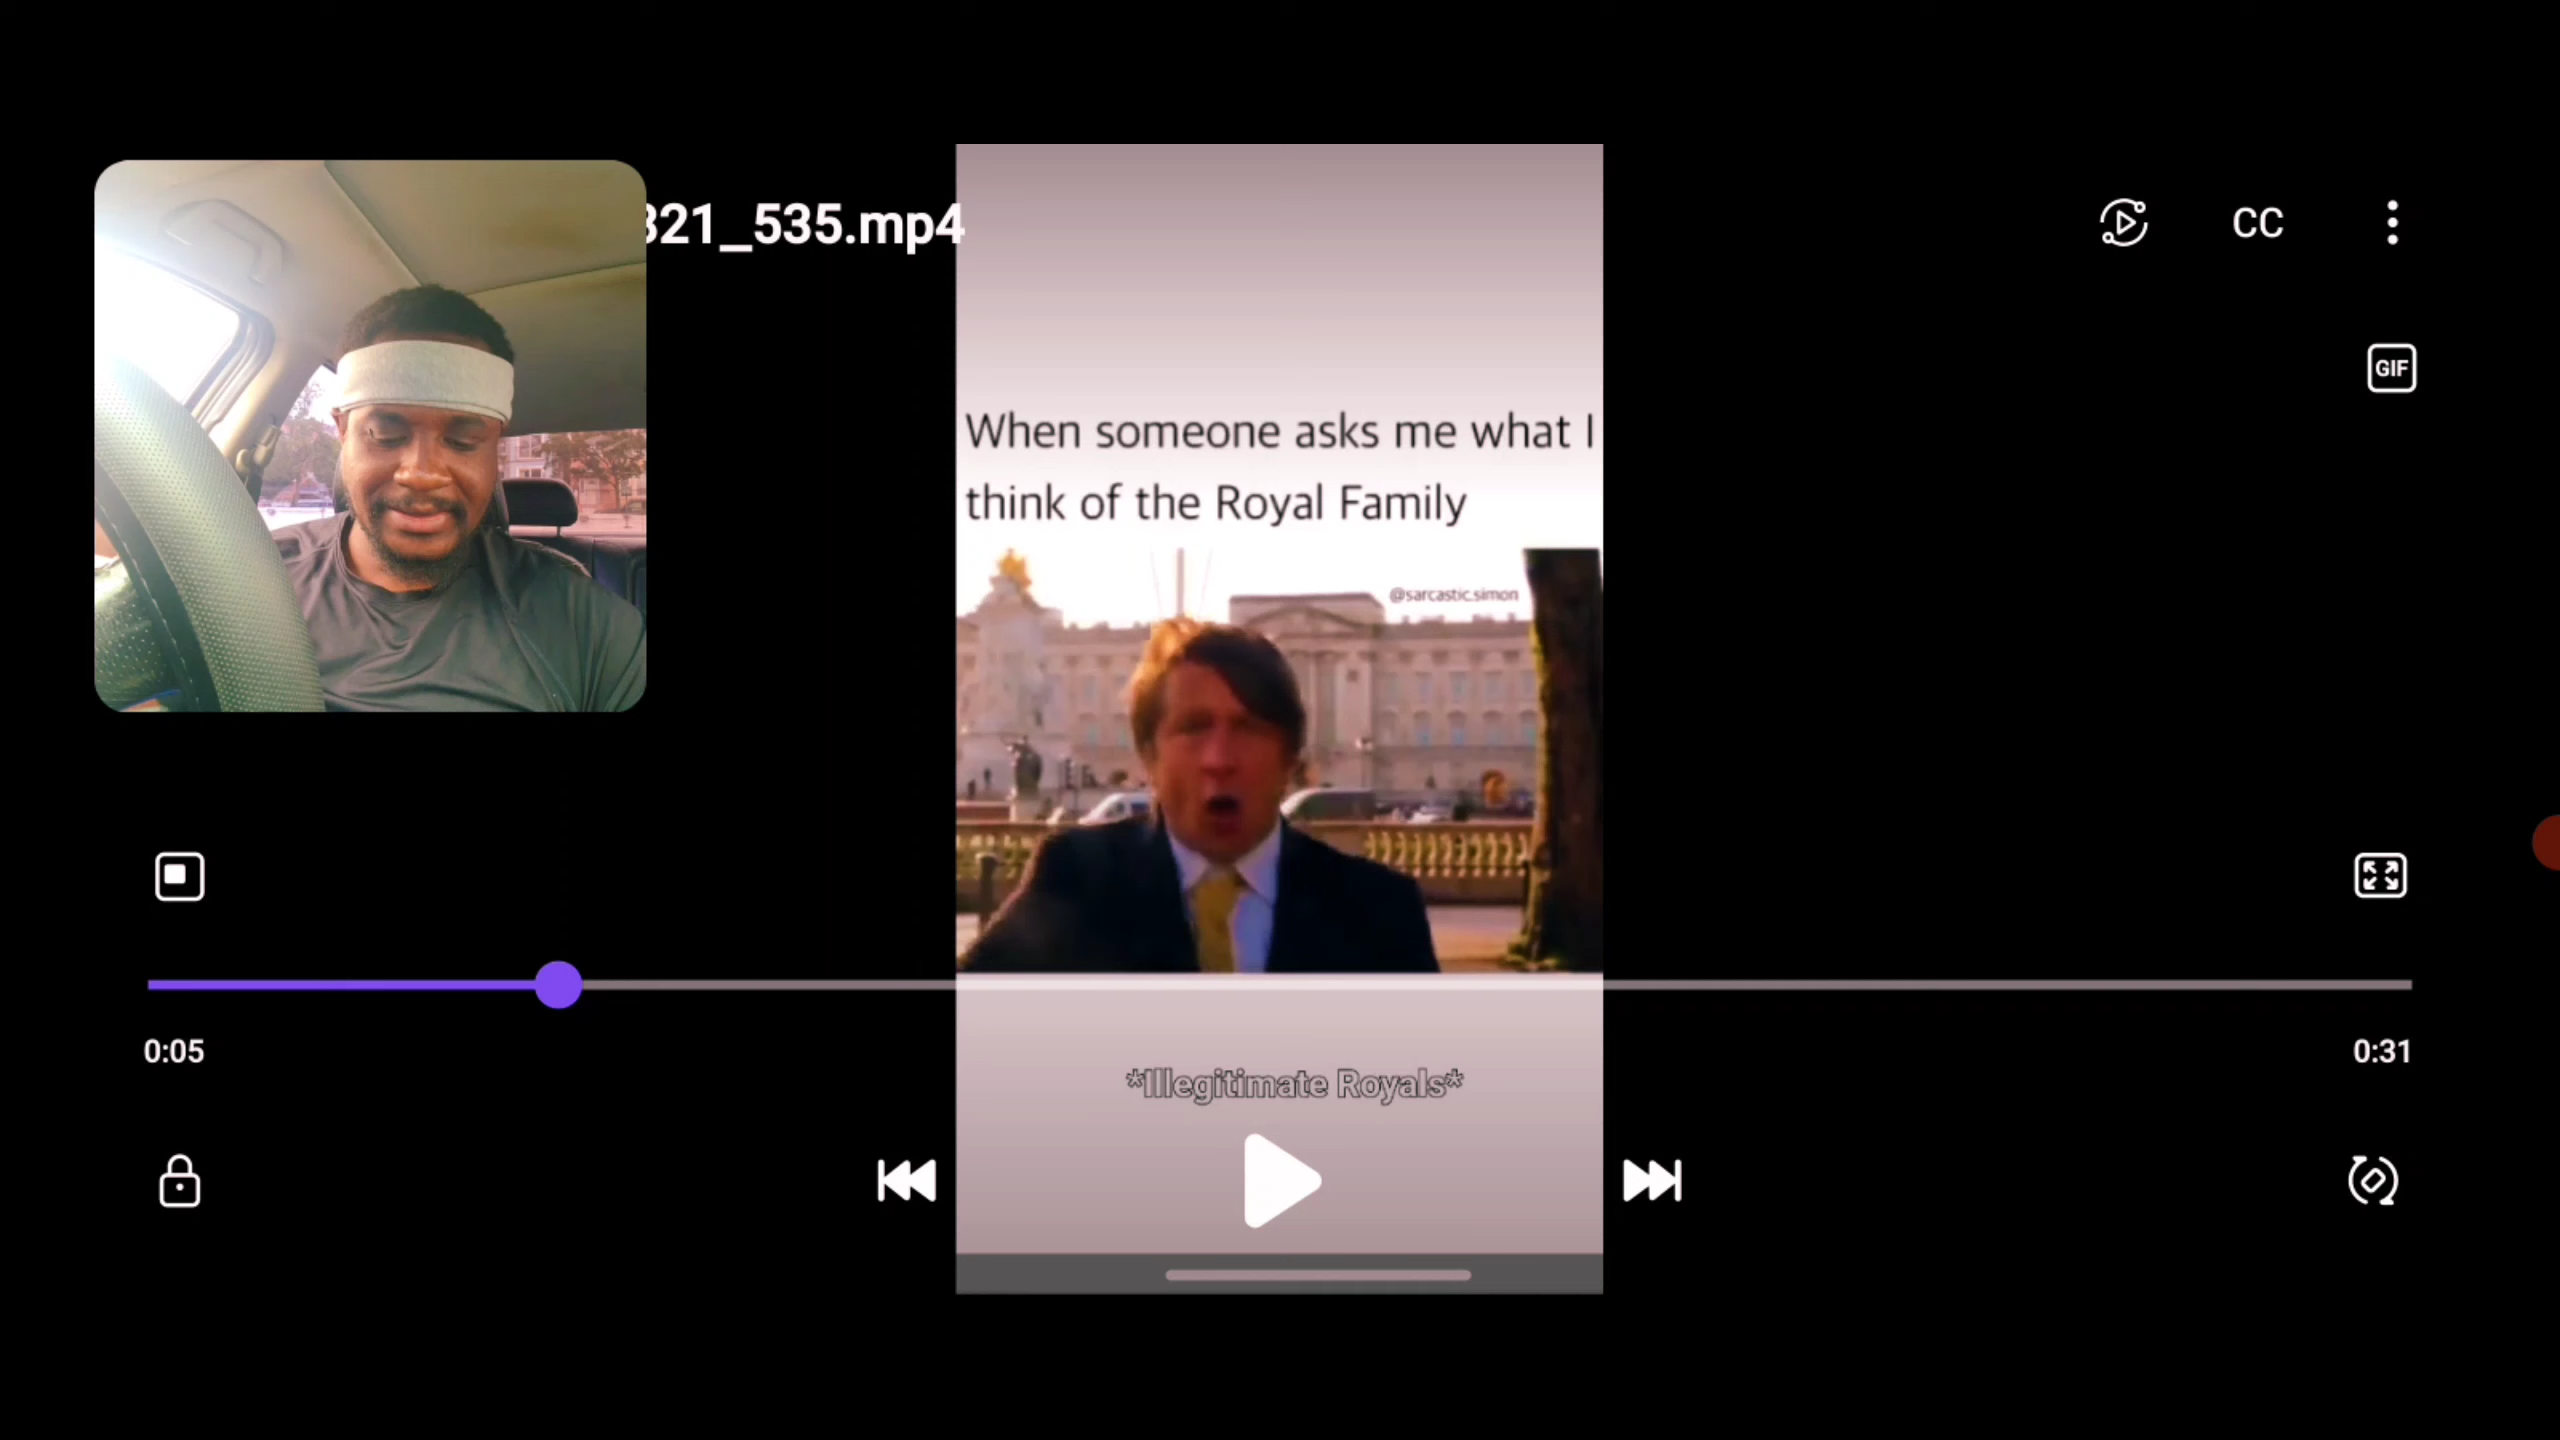 321_535.mp4
CC
GIF
When someone asks me what I
think of the Royal Family
@sarcastic.simon
0:05
0:31
*Illegitimate Royals*